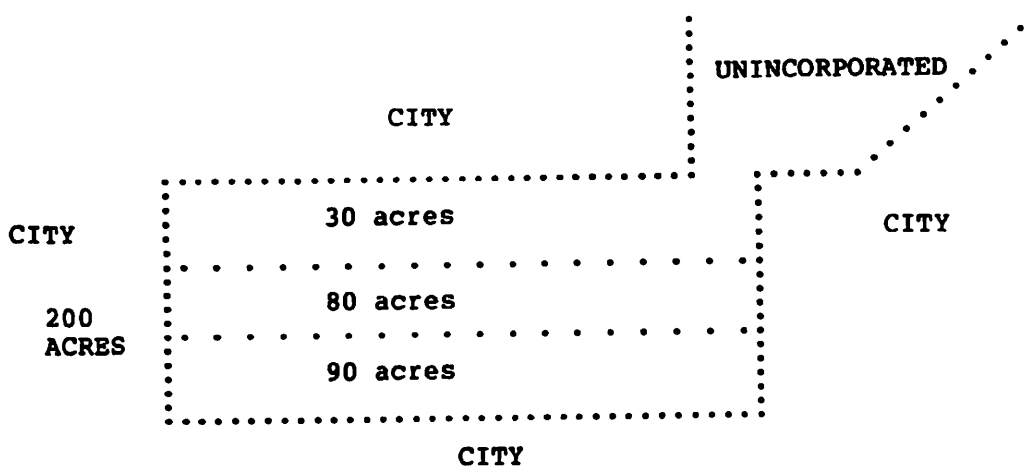 UNINCORPORATED
CITY
30 acres
CITY
CITY
80 acres
200
ACRES
90 acres
CITY